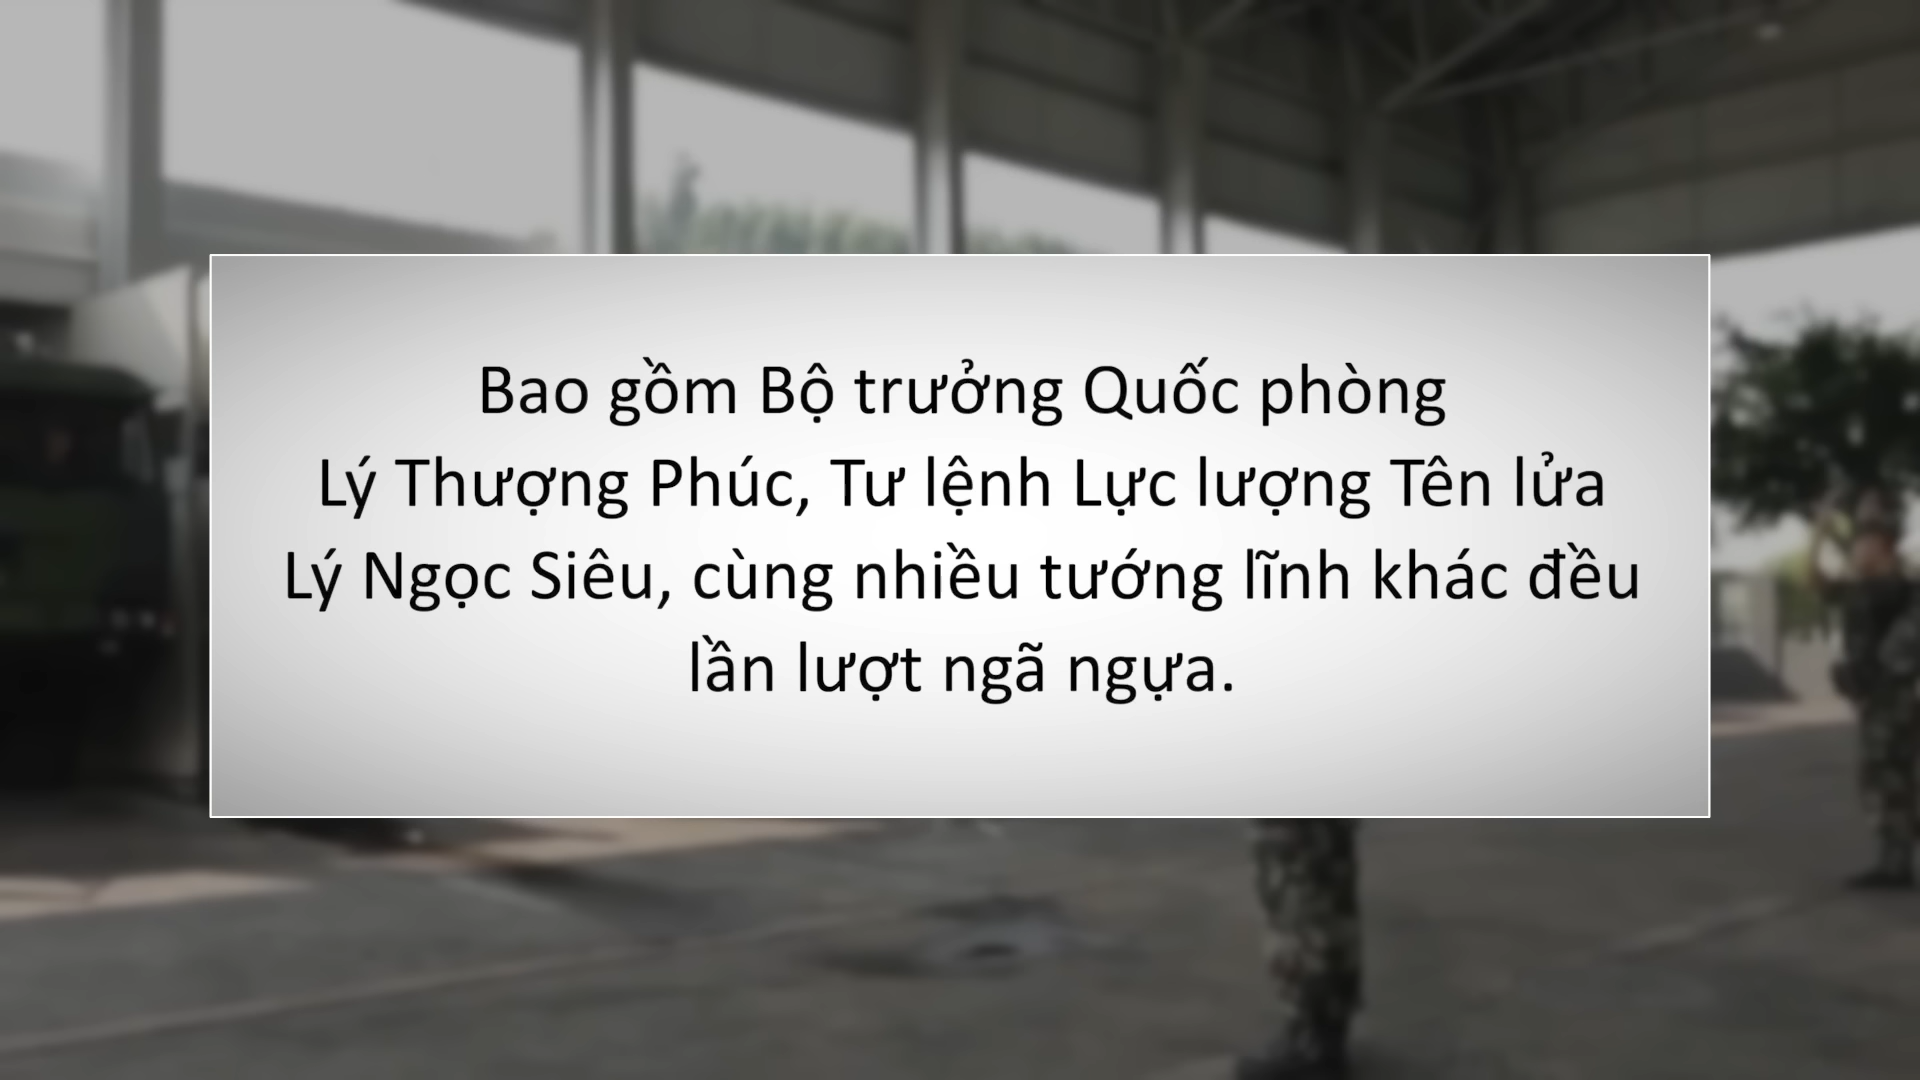 Bao gồm Bộ trưởng Quốc phòng
Lý Thượng Phúc, Tư lệnh Lực lượng Tên lửa
Lý Ngọc Siêu, cùng nhiều tướng lĩnh khác đều
lần lượt ngã ngựa.